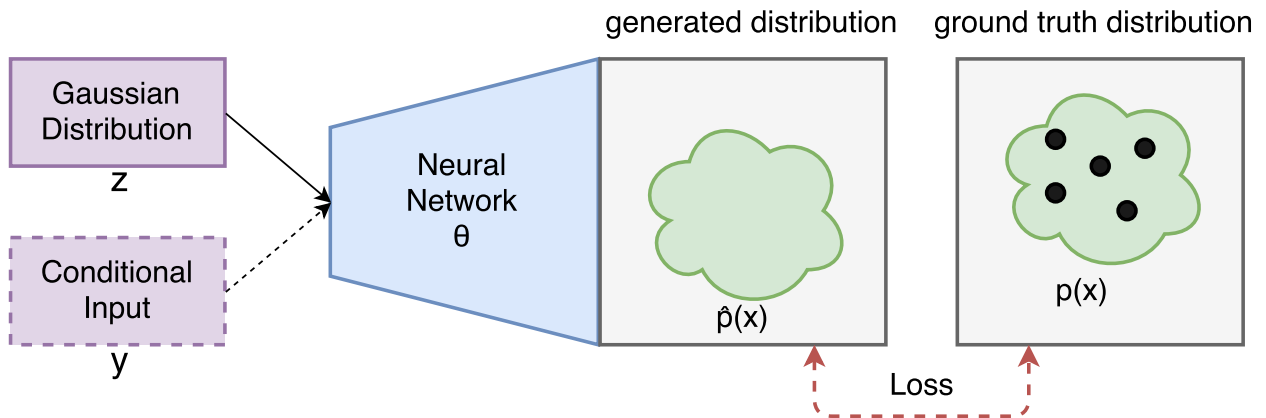 generated distribution
ground truth distribution
Gaussian
Distribution
z
Conditional
Input
y
Neural
Network
θ
p̂(x)
p(x)
Loss